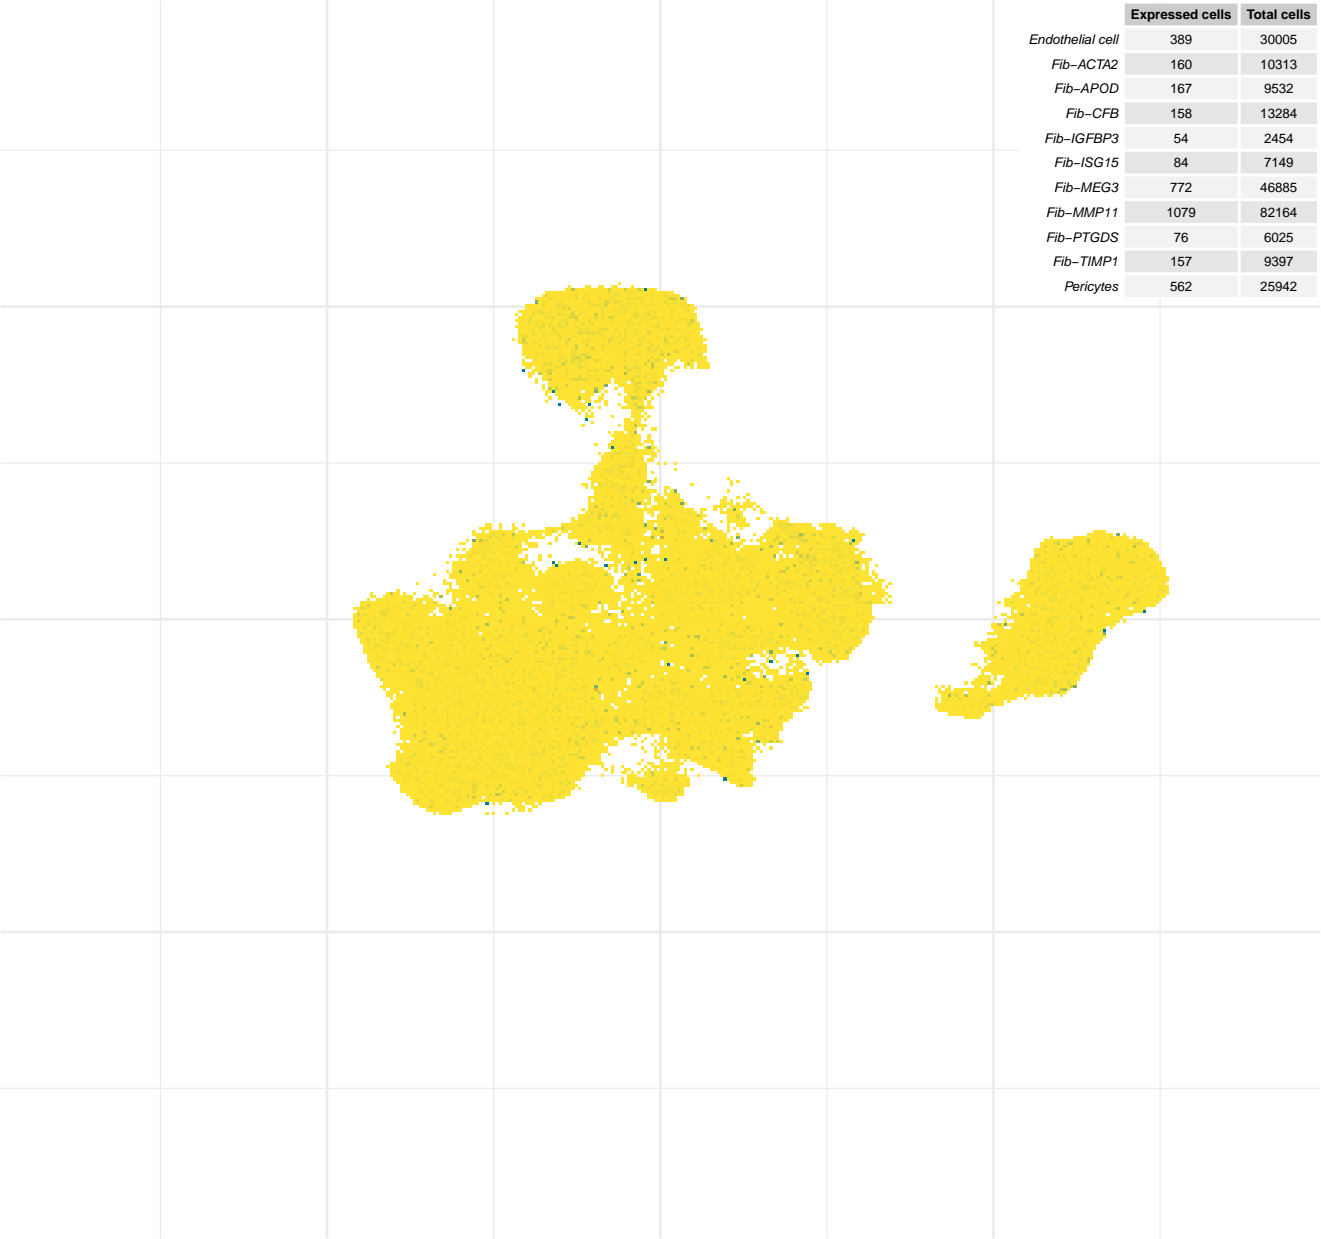 Expressed cells Total cells
Endothelial cell 389 30005
Fib−ACTA2 160 10313
Fib−APOD 167 9532
Fib−CFB 158 13284
Fib−IGFBP3 54 2454
Fib−ISG15 84 7149
Fib−MEG3 772 46885
Fib−MMP11 1079 82164
Fib−PTGDS 76 6025
Fib−TIMP1 157 9397
Pericytes 562 25942